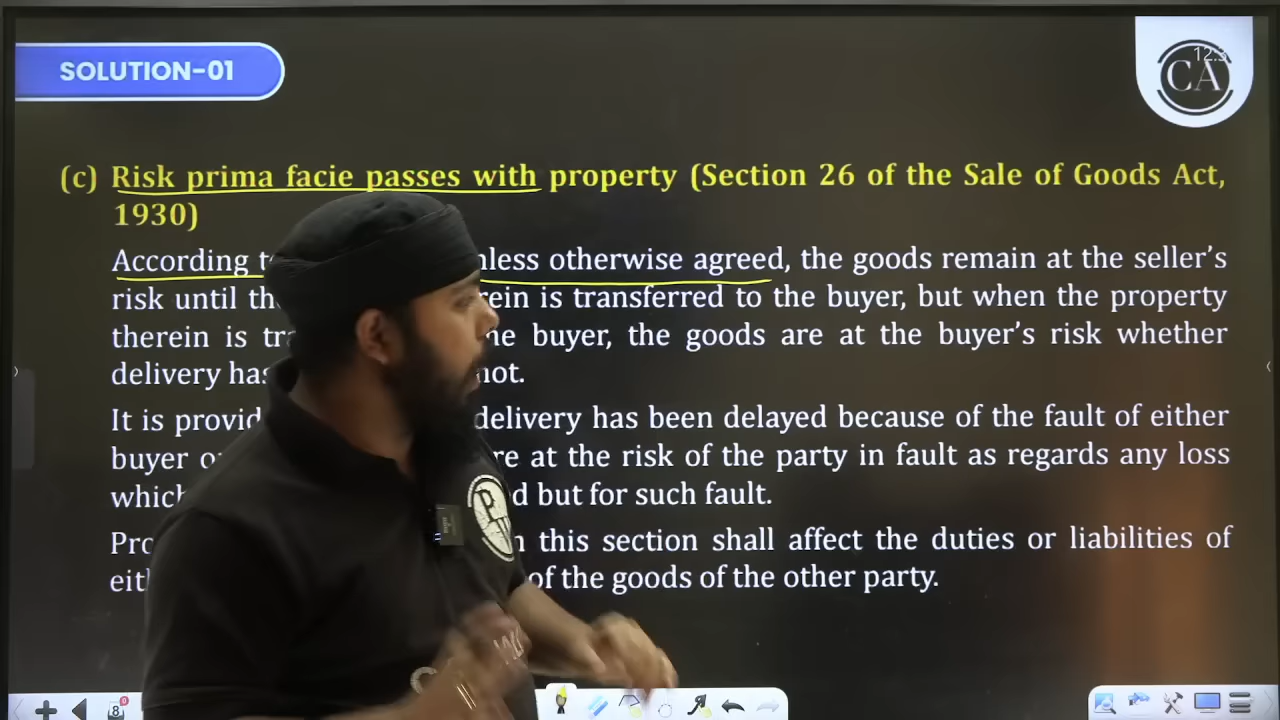 SOLUTION-01
12:3
CA
(c) Risk prima facie passes with property (Section 26 of the Sale of Goods Act,
1930)
According nless otherwise agreed, the goods remain at the seller's
risk until rein is transferred to the buyer, but when the property
therein is he buyer, the goods are at the buyer's risk whether
delivery has not.
It is provid delivery has been delayed because of the fault of either
buyer re at the risk of the party in fault as regards any loss
which d but for such fault.
Pro n this section shall affect the duties or liabilities of
eith of the goods of the other party.